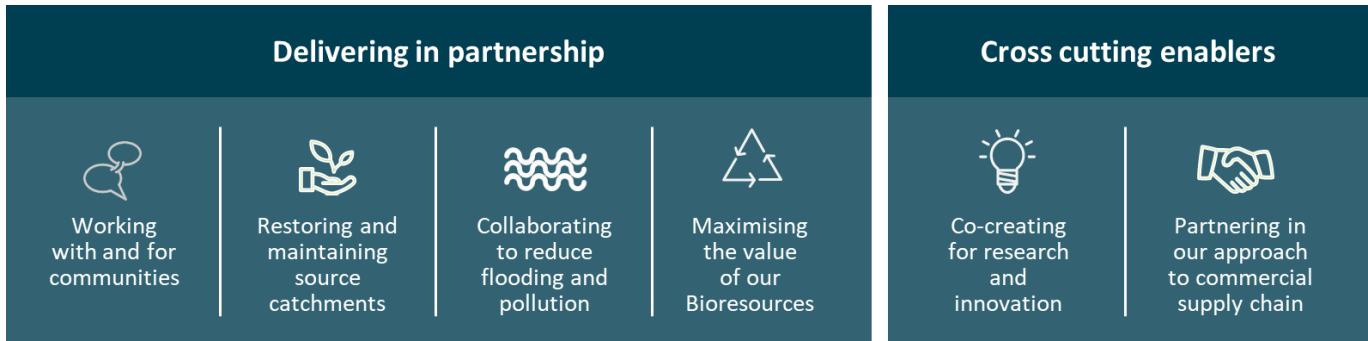 Delivering in partnership
Working
with and for
communities
Restoring and
maintaining
source
catchments
Collaborating
to reduce
flooding and
pollution
Maximising
the value
of our
Bioresources
Cross cutting enablers
Co-creating
for research
and
innovation
Partnering in
our approach
to commercial
supply chain